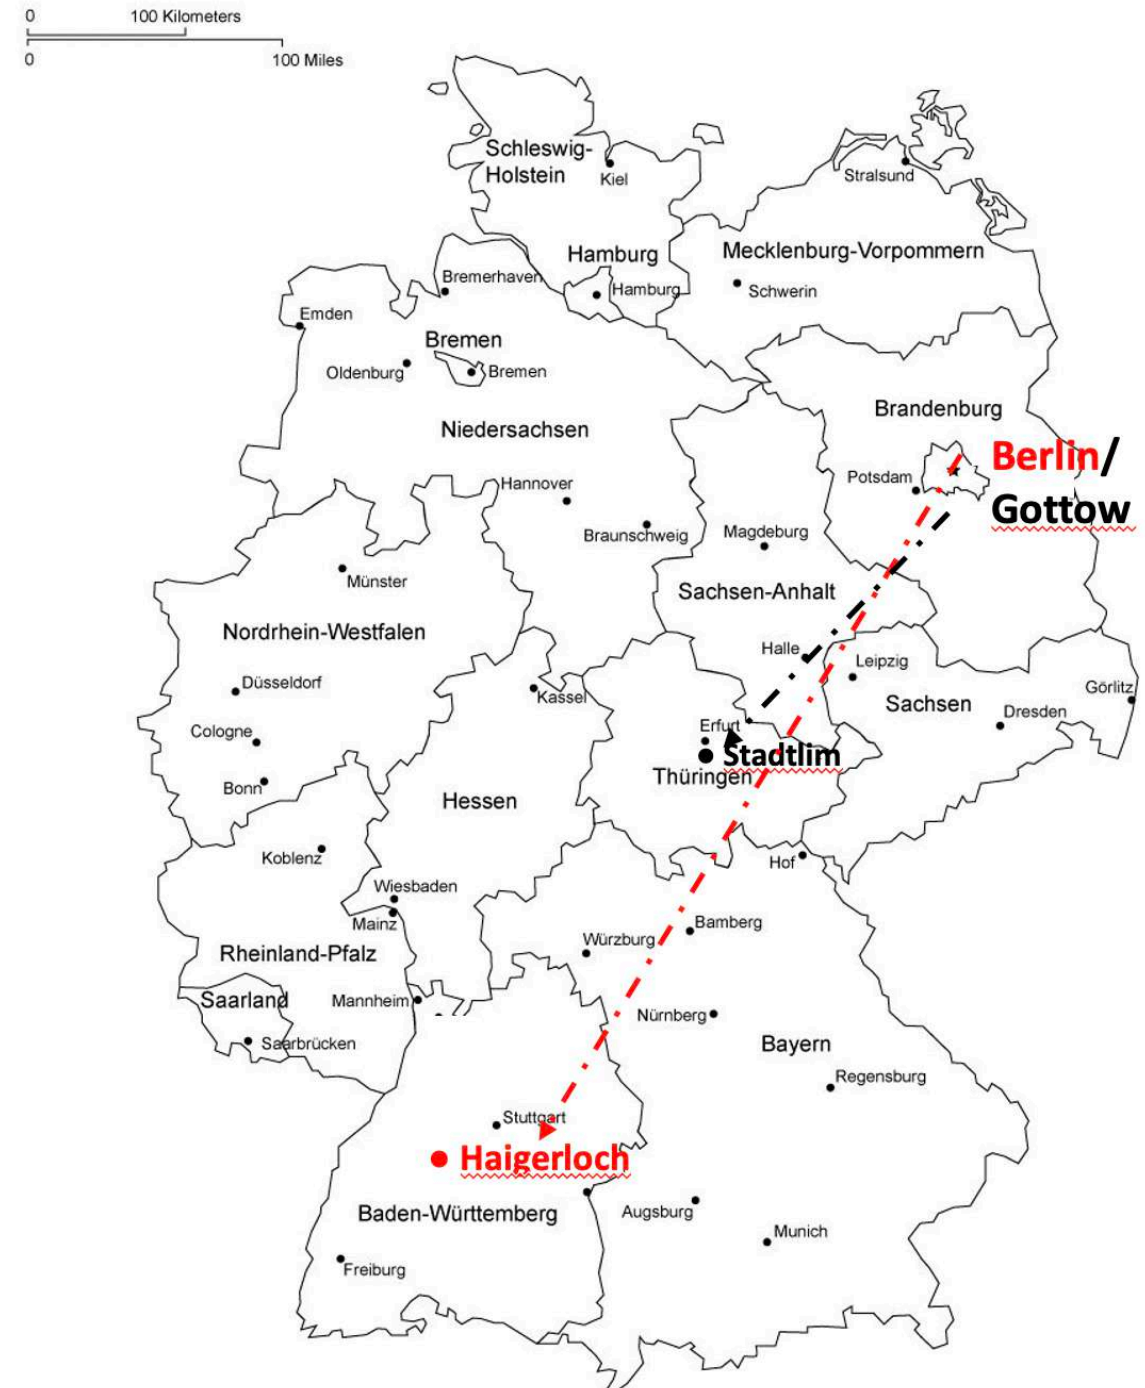 0 100 Kilometers
0 100 Miles
Schleswig-
Holstein
Kiel
Stralsund
Hamburg
Hamburg
Mecklenburg-Vorpommern
Schwerin
Bremerhaven
Emden
Bremen
Bremen
Oldenburg
Niedersachsen
Brandenburg
Berlin/
Gottow
Potsdam
Hannover
Braunschweig
Magdeburg
Münster
Sachsen-Anhalt
Nordrhein-Westfalen
Halle
Leipzig
Düsseldorf
Kassel
Sachsen
Görlitz
Dresden
Cologne
Erfurt
Stadtlim
Thüringen
Bonn
Hessen
Koblenz
Hof
Wiesbaden
Mainz
Bamberg
Würzburg
Rheinland-Pfalz
Saarland
Mannheim
Nürnberg
Saarbrücken
Bayern
Regensburg
Stuttgart
Haigerloch
Baden-Württemberg
Augsburg
Munich
Freiburg